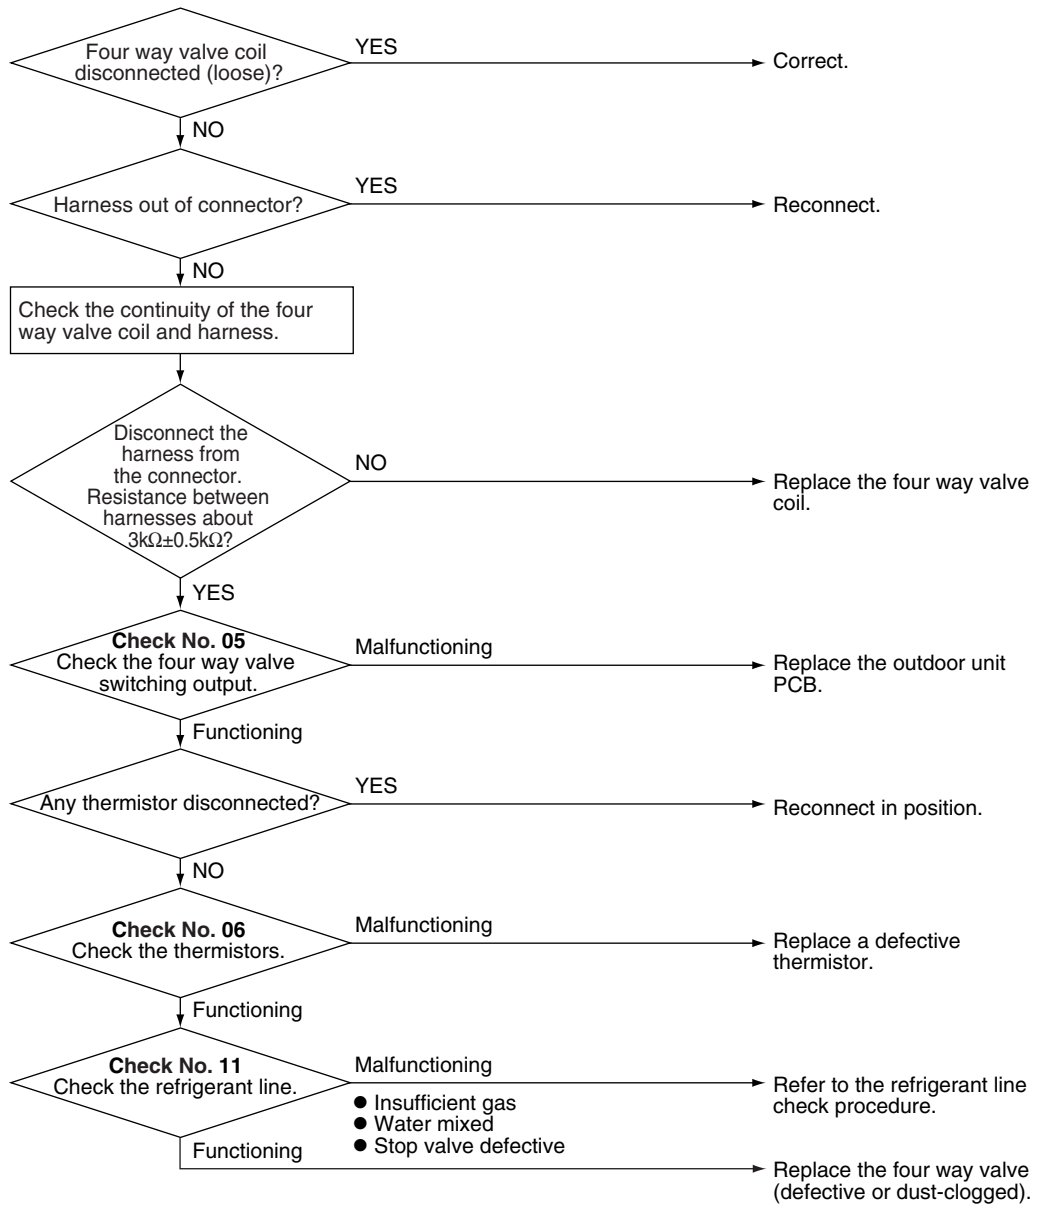 Four way valve coil
disconnected (loose)?
YES
Correct.
NO
Harness out of connector?
YES
Reconnect.
NO
Check the continuity of the four
way valve coil and harness.
Disconnect the
harness from
the connector.
Resistance between
harnesses about
3kΩ±0.5kΩ?
NO
Replace the four way valve
coil.
YES
Check No. 05
Check the four way valve
switching output.
Malfunctioning
Replace the outdoor unit
PCB.
Functioning
Any thermistor disconnected?
YES
Reconnect in position.
NO
Check No. 06
Check the thermistors.
Malfunctioning
Replace a defective
thermistor.
Functioning
Check No. 11
Check the refrigerant line.
Malfunctioning
● Insufficient gas
● Water mixed
● Stop valve defective
Refer to the refrigerant line
check procedure.
Functioning
Replace the four way valve
(defective or dust-clogged).